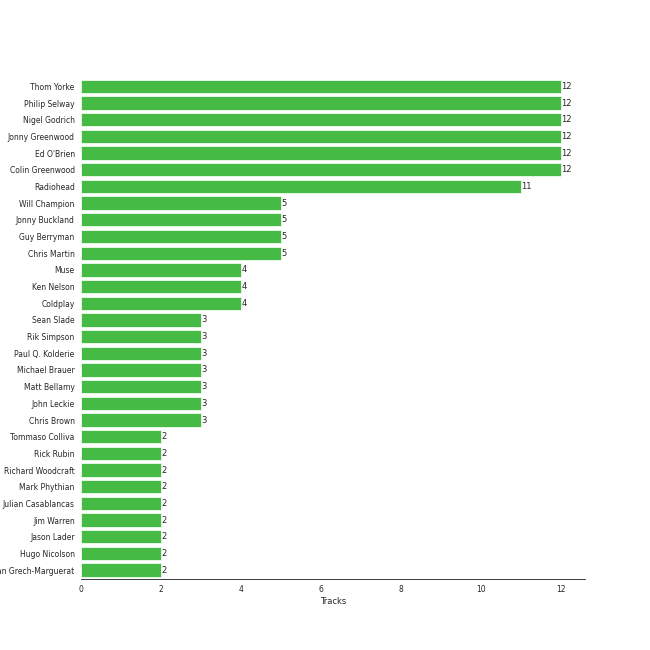 Thom Yorke 12
Philip Selway 12
Nigel Godrich 12
Jonny Greenwood 12
Ed O'Brien 12
Colin Greenwood 12
Radiohead 11
Will Champion 5
Jonny Buckland 5
Guy Berryman 5
Chris Martin 5
Muse 4
Ken Nelson 4
Coldplay 4
Sean Slade 3
Rik Simpson 3
Paul Q. Kolderie 3
Michael Brauer 3
Matt Bellamy 3
John Leckie 3
Chris Brown 3
Tommaso Colliva 2
Rick Rubin 2
Richard Woodcraft 2
Mark Phythian 2
Julian Casablancas 2
Jim Warren 2
Jason Lader 2
Hugo Nicolson 2
Grech-Marguerat 2
0 2 4 6 8 10 12
Tracks